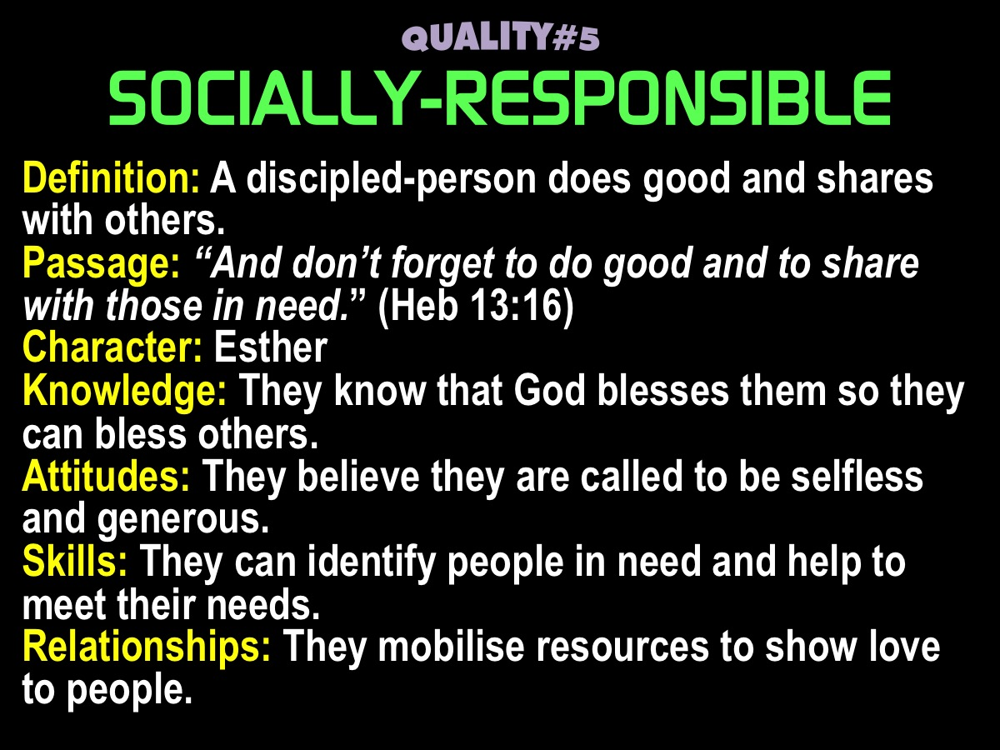 QUALITY#5
SOCIALLY-RESPONSIBLE
Definition: A discipled-person does good and shares
with others.
Passage: “And don’t forget to do good and to share
with those in need.” (Heb 13:16)
Character: Esther
Knowledge: They know that God blesses them so they
can bless others.
Attitudes: They believe they are called to be selfless
and generous.
Skills: They can identify people in need and help to
meet their needs.
Relationships: They mobilise resources to show love
to people.